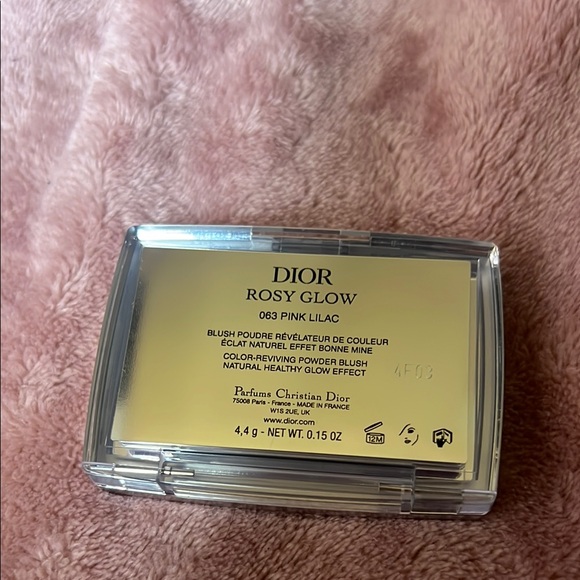 DIOR
ROSY GLOW
063 PINK LILAC
BLUSH POUDRE RÉVÉLATEUR DE COULEUR
ÉCLAT NATUREL EFFET BONNE MINE
COLOR-REVIVING POWDER BLUSH
NATURAL HEALTHY GLOW EFFECT
Parfums Christian Dior
75008 Paris - France - MADE IN FRANCE
W1S 2UE, UK
www.dior.com
4,4 g - NET WT. 0.15 OZ
12M